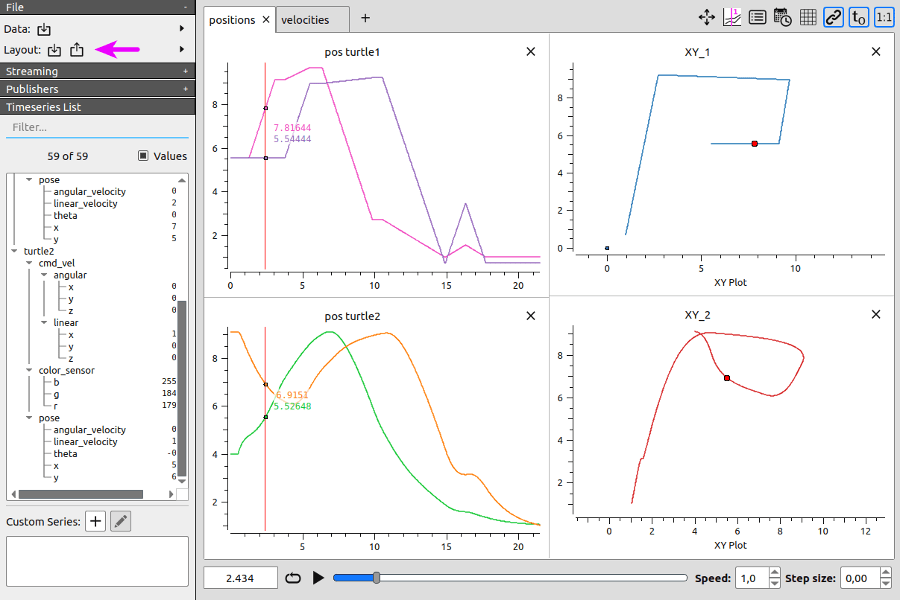 File -
Data:
Layout:
Streaming +
Publishers +
Timeseries List
Filter...
59 of 59 Values
pose
angular_velocity 0
linear_velocity 2
theta 0
x 7
y 5
turtle2
cmd_vel
angular
x 0
y 0
z 0
linear
x 1
y 0
z 0
color_sensor
b 255
g 184
r 179
pose
angular_velocity 0
linear_velocity 1
theta -0
x 5
y 6
Custom Series: +
positions × velocities +
1
t0
1:1
pos turtle1
8
6
4
2
7.81644
5.54444
0 5 10 15 20
XY_1
8
6
4
2
0
0 5 10
XY Plot
pos turtle2
8
6
4
2
6.9151
5.52648
5 10 15 20
XY_2
8
6
4
2
0 2 4 6 8 10 12
XY Plot
2.434 Speed: 1,0 Step size: 0,00